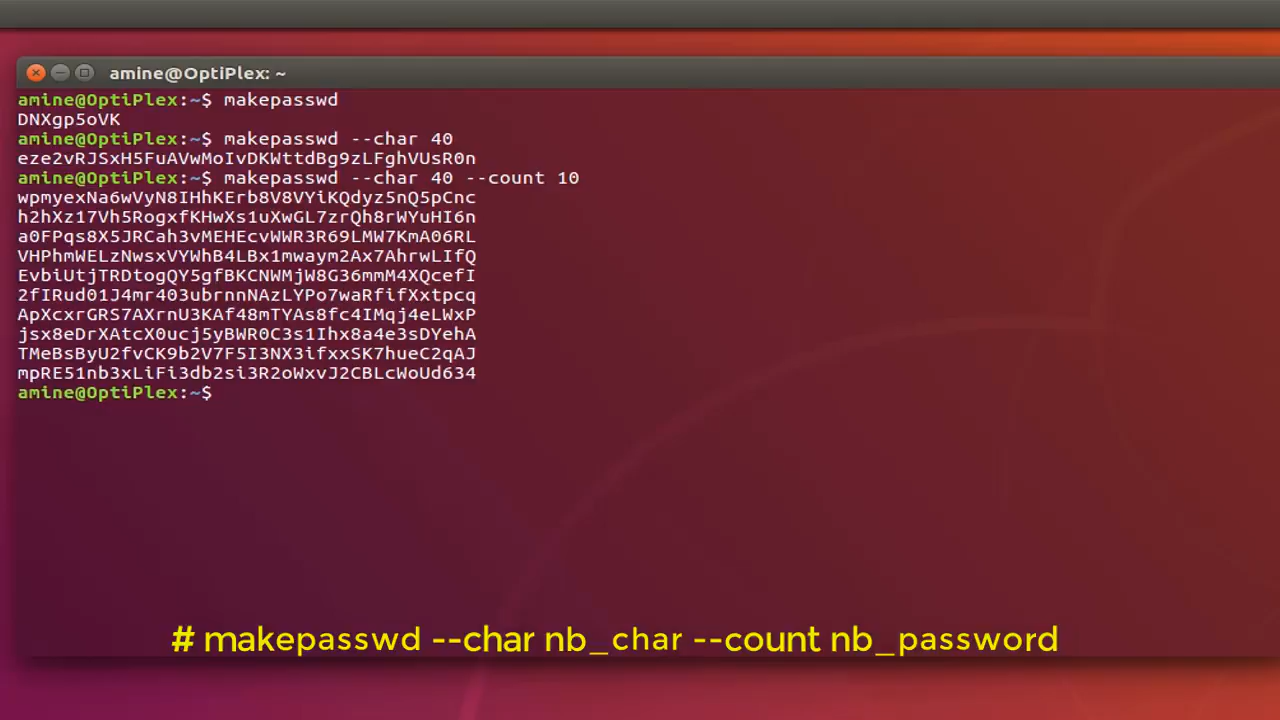 amine@OptiPlex: ~
amine@OptiPlex:~$ makepasswd
DNXgp5oVK
amine@OptiPlex:~$ makepasswd --char 40
eze2vRJSxH5FuAVwMoIvDKWttdBg9zLFghVUsR0n
amine@OptiPlex:~$ makepasswd --char 40 --count 10
wpmyexNa6wVyN8IHhKErb8V8VYiKQdyz5nQ5pCnc
h2hXz17Vh5RogxfKHwXs1uXwGL7zrQh8rWYuHI6n
a0FPqs8X5JRCah3vMEHEcvWWR3R69LMW7KmA06RL
VHPhmWELzNwsxVYWhB4LBx1mwaym2Ax7AhrwLIfQ
EvbiUtjTRDtogQY5gfBKCNWMjW8G36mmM4XQcefI
2fIRud01J4mr403ubrnnNAzLYPo7waRfifXxtpcq
ApXcxrGRS7AXrnU3KAf48mTYAs8fc4IMqj4eLWxP
jsx8eDrXAtcX0ucj5yBWR0C3s1Ihx8a4e3sDYehA
TMeBsByU2fvCK9b2V7F5I3NX3ifxxSK7hueC2qAJ
mpRE51nb3xLiFi3db2si3R2oWxvJ2CBLcWoUd634
amine@OptiPlex:~$
# makepasswd --char nb_char --count nb_password